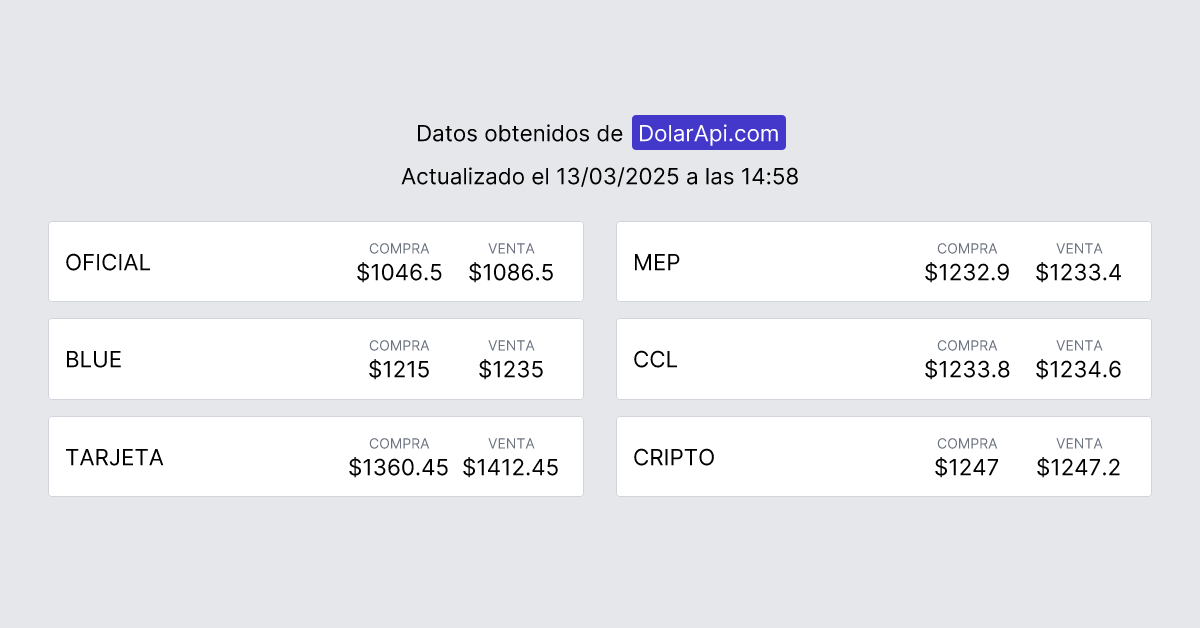 Datos obtenidos de DolarApi.com
Actualizado el 13/03/2025 a las 14:58
OFICIAL
COMPRA VENTA
$1046.5 $1086.5
MEP
COMPRA VENTA
$1232.9 $1233.4
BLUE
COMPRA VENTA
$1215 $1235
CCL
COMPRA VENTA
$1233.8 $1234.6
TARJETA
COMPRA VENTA
$1360.45 $1412.45
CRIPTO
COMPRA VENTA
$1247 $1247.2